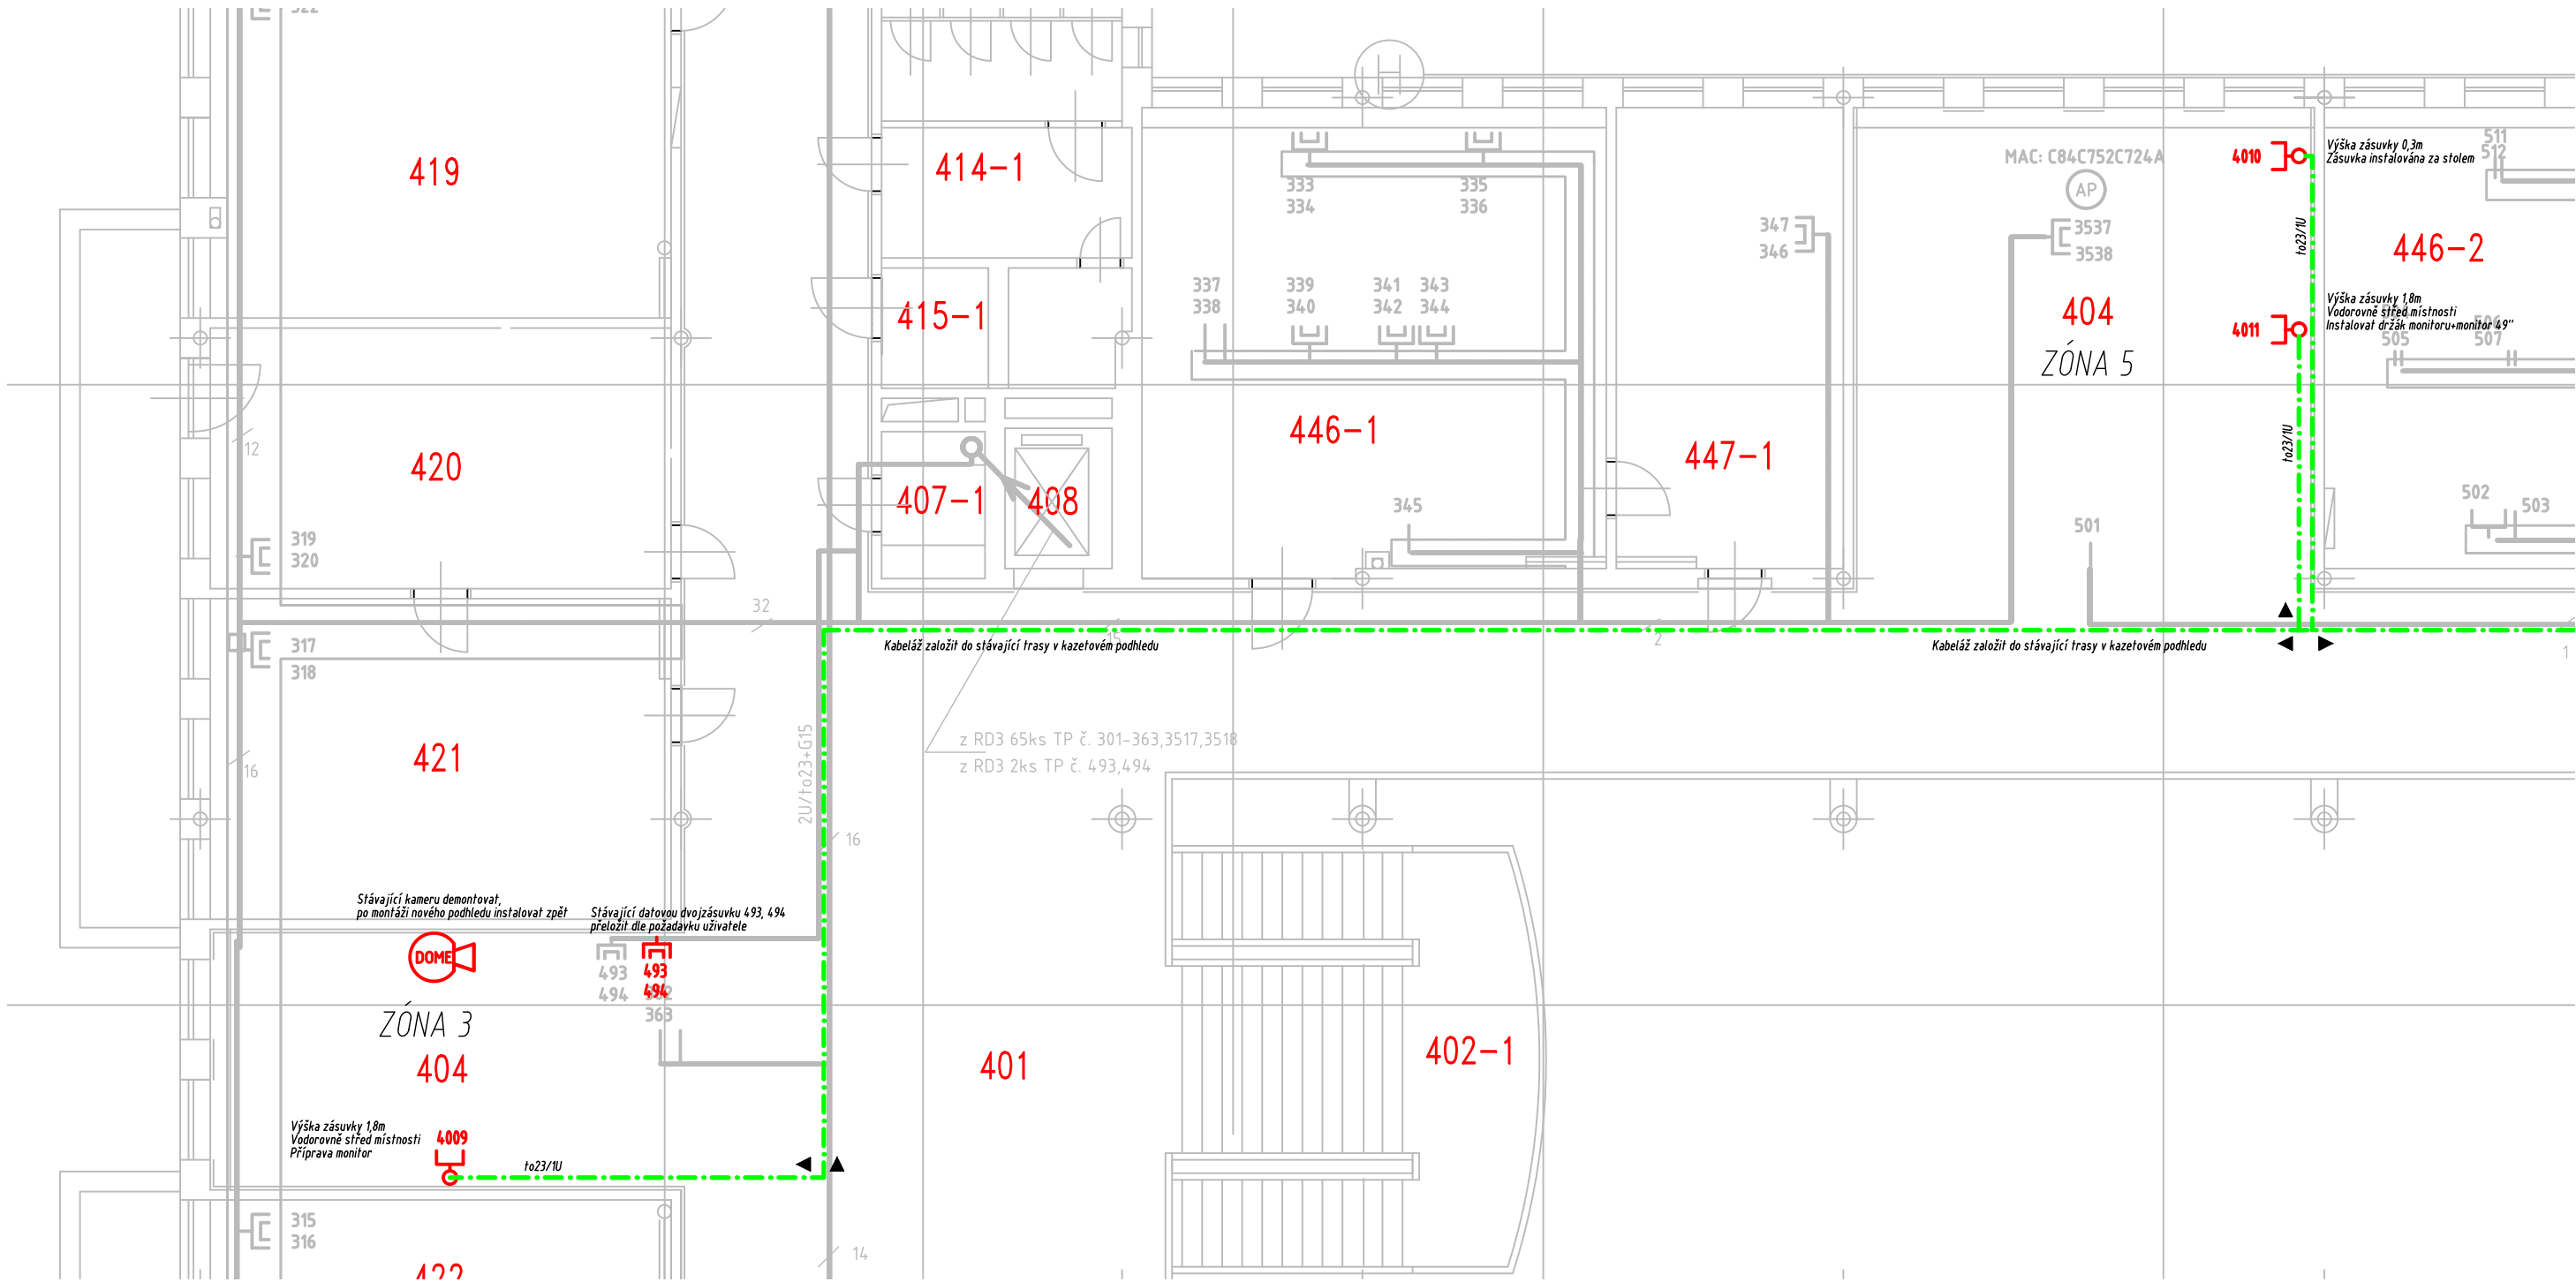 322
419
414-1
415-1
420
407-1
408
421
404
401
402-1
422
446-1
447-1
404
446-2
ZÓNA 3
ZÓNA 5
333
334
335
336
337
338
339
340
341
342
343
344
345
347
346
MAC: C84C752C724A
AP
3537
3538
501
511
512
505
507
502
503
4010
Výška zásuvky 0,3m
Zásuvka instalována za stolem
to23/1U
4011
Výška zásuvky 1,8m
Vodorovně střed místnosti
Instalovat držák monitoru+monitor 49"
to23/1U
12
319
320
317
318
16
32
15
2
1
Kabeláž založit do stávající trasy v kazetovém podhledu
Kabeláž založit do stávající trasy v kazetovém podhledu
2U/to23+G15
z RD3 65ks TP č. 301-363,3517,3518
z RD3 2ks TP č. 493,494
16
Stávající kameru demontovat,
po montáži nového podhledu instalovat zpět
Stávající datovou dvojzásuvku 493, 494
přeložit dle požadavku uživatele
DOME
493
494
493
494
363
Výška zásuvky 1,8m
Vodorovně střed místnosti
Příprava monitor
4009
to23/1U
315
316
14